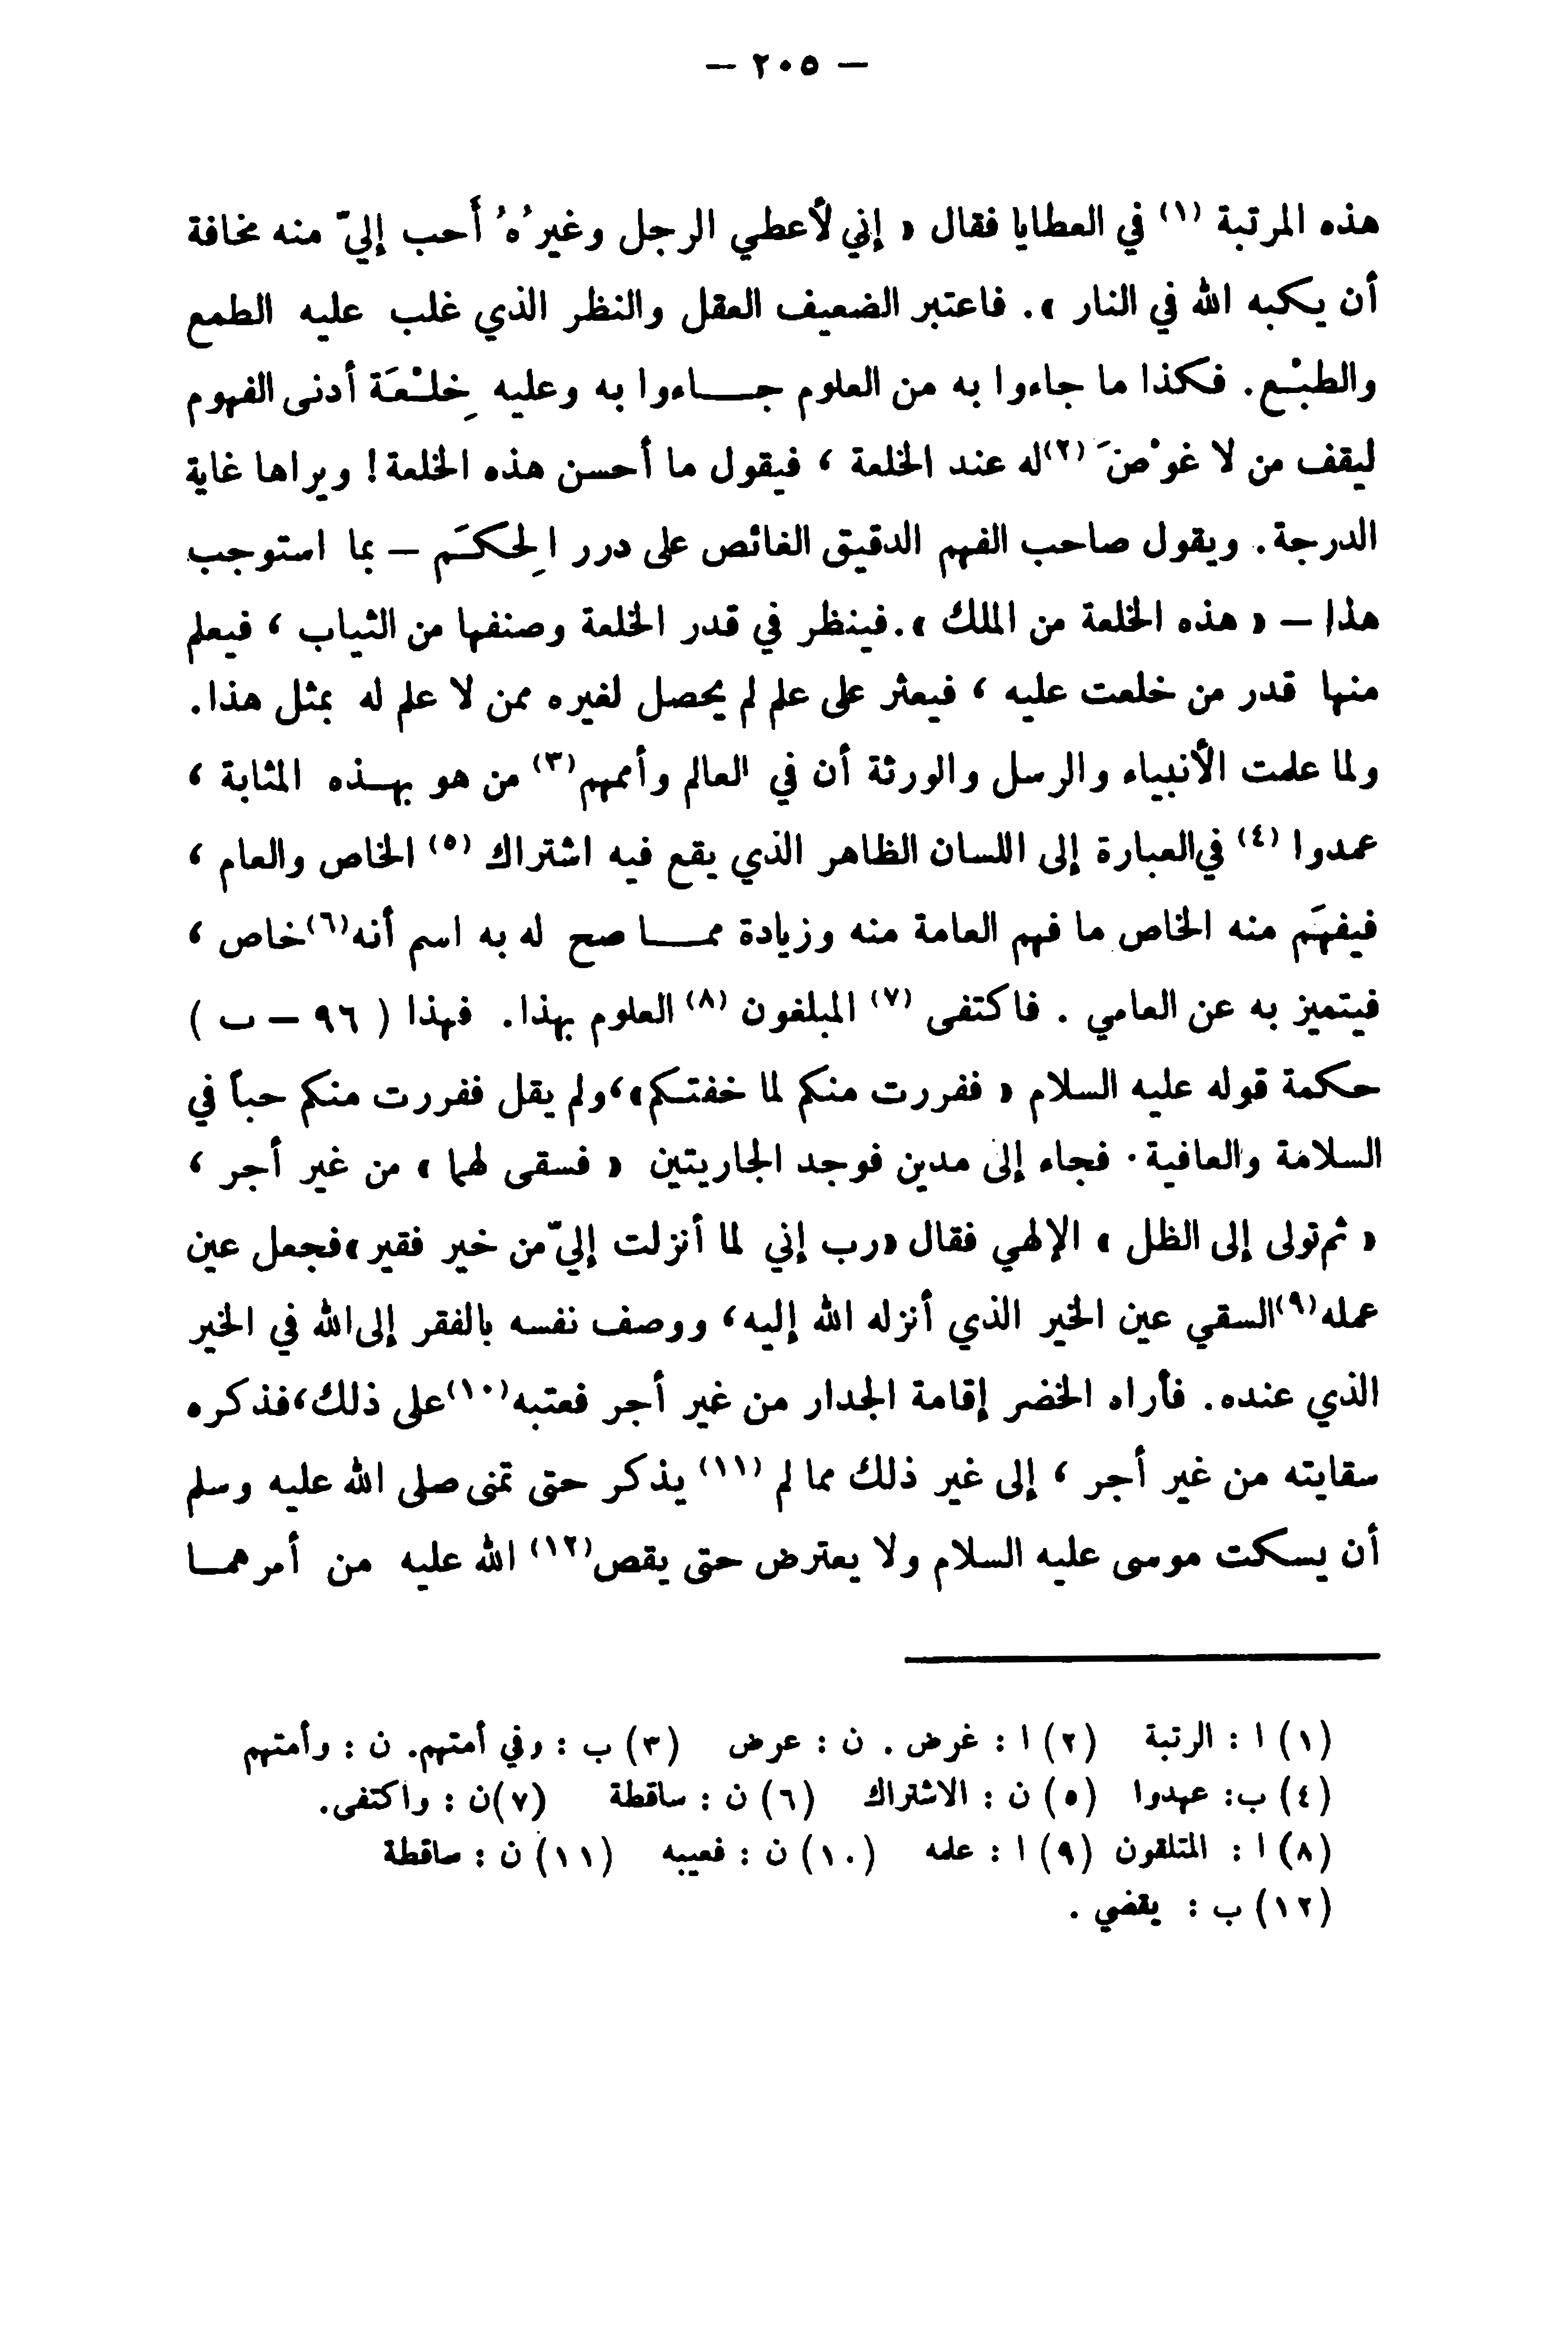 — ٢٠٥ —
هذه المرتبة (١) في العطايا فقال « إني لأعطي الرجل وغيرُهُ أَحب إليّ منه مخافة
أن يكبه الله في النار ». فاعتبر الضعيف العقل والنظر الذي غلب عليه الطمع
والطبْع. فكذا ما جاءوا به من العلوم جاءوا به وعليه خِلْعَة أدنى الفهوم
ليقف من لا غوْصَ (٢) له عند الخلعة ، فيقول ما أحسن هذه الخلعة ! ويراها غاية
الدرجة. ويقول صاحب الفهم الدقيق الغائص على درر الحِكَم – بما استوجب
هذا – « هذه الخلعة من الملك ». فينظر في قدر الخلعة وصنفها من الثياب ، فيعلم
منها قدر من خلعت عليه ، فيعثر على علم لم يحصل لغيره ممن لا علم له بمثل هذا.
ولما علمت الأنبياء والرسل والورثة أن في العالم وأممهم (٣) من هو بهذه المثابة ،
عمدوا (٤) في العبارة إلى اللسان الظاهر الذي يقع فيه اشتراك (٥) الخاص والعام ،
فيفهَم منه الخاص ما فهم العامة منه وزيادة مما صح له به اسم أنه (٦) خاص ،
فيتميز به عن العامي . فاكتفى (٧) المبلغون (٨) العلوم بهذا. فهذا ( ٩٦ – ب )
حكمة قوله عليه السلام « ففررت منكم لما خفتكم »، ولم يقل ففررت منكم حباً في
السلامة والعافية. فجاء إلى مدين فوجد الجاريتين « فسقى لهما » من غير أجر ،
« ثم تولى إلى الظل » الإلهي فقال « رب إني لما أنزلت إليّ من خير فقير » فجعل عين
عمله (٩) السقي عين الخير الذي أنزله الله إليه ، ووصف نفسه بالفقر إلى الله في الخير
الذي عنده. فأراه الخضر إقامة الجدار من غير أجر فعتبه (١٠) على ذلك ، فذكره
سقايته من غير أجر ، إلى غير ذلك مما لم (١١) يذكر حتى تمنى صلى الله عليه وسلم
أن يسكت موسى عليه السلام ولا يعترض حتى يقص (١٢) الله عليه من أمرهما
(١) ا : الرتبة (٢) ا : غرض . ن : عرض (٣) ب : وفي أمتهم. ن : وأمتهم
(٤) ب: عهدوا (٥) ن : الاشتراك (٦) ن : ساقطة (٧) ن : واكتفى.
(٨) ا : المتلقون (٩) ا : علمه (١٠) ن : فعيبه (١١) ن : ساقطة
(١٢) ب : يقضي .